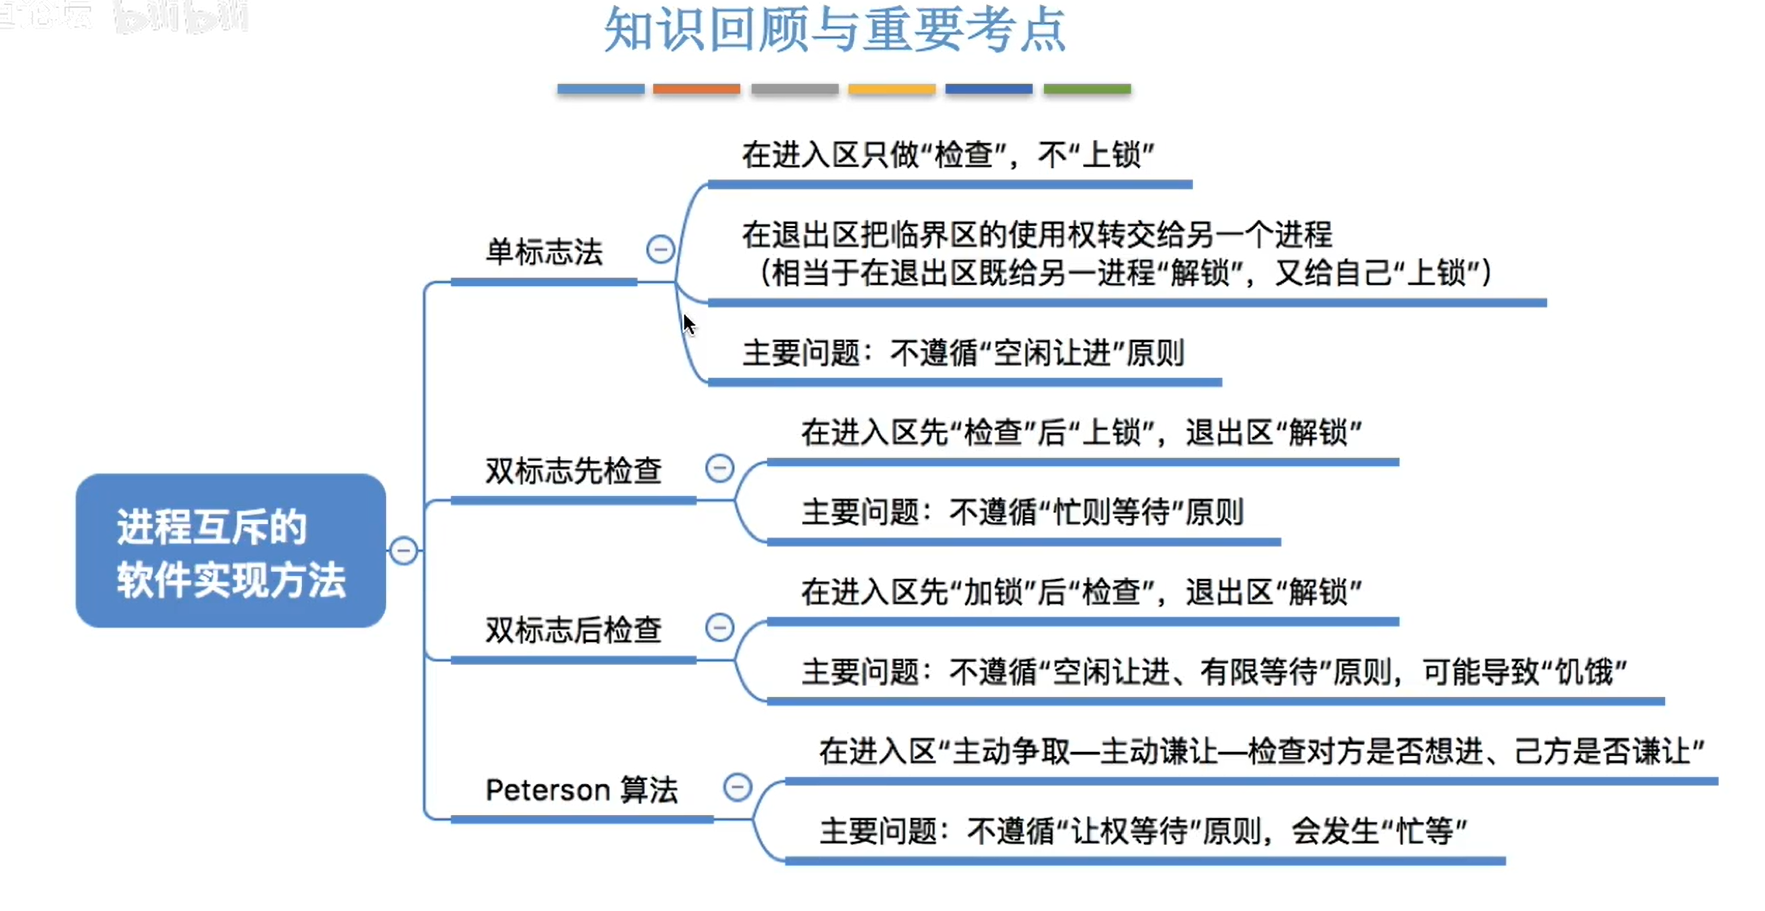 bilibili
知识回顾与重要考点
在进入区只做“检查”，不“上锁”
单标志法
在退出区把临界区的使用权转交给另一个进程
（相当于在退出区既给另一进程“解锁”，又给自己“上锁”）
主要问题：不遵循“空闲让进”原则
双标志先检查
在进入区先“检查”后“上锁”，退出区“解锁”
主要问题：不遵循“忙则等待”原则
进程互斥的
软件实现方法
双标志后检查
在进入区先“加锁”后“检查”，退出区“解锁”
主要问题：不遵循“空闲让进、有限等待”原则，可能导致“饥饿”
Peterson 算法
在进入区“主动争取—主动谦让—检查对方是否想进、己方是否谦让”
主要问题：不遵循“让权等待”原则，会发生“忙等”